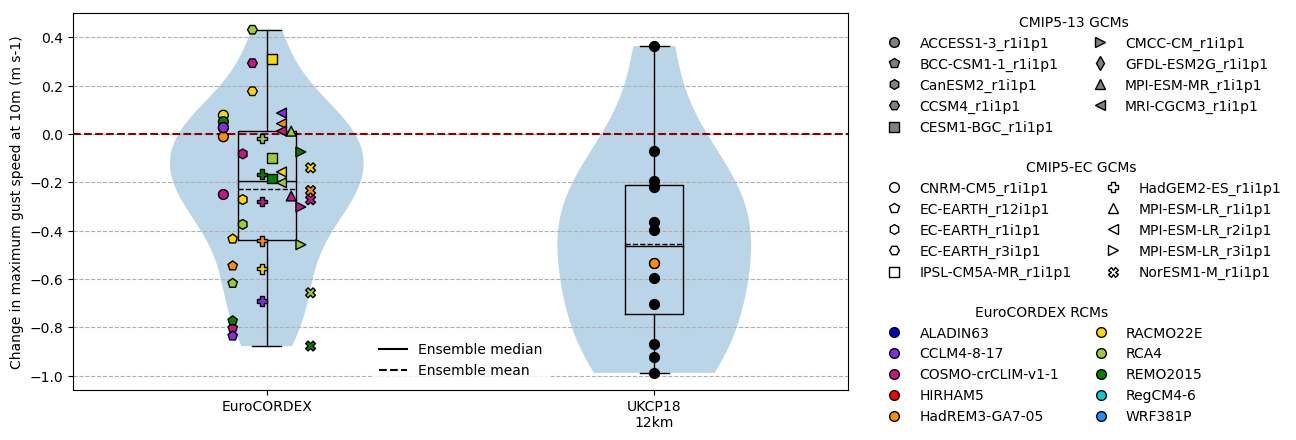 Change in maximum gust speed at 10m (m s-1)
0.4
0.2
0.0
−0.2
−0.4
−0.6
−0.8
−1.0
EuroCORDEX
UKCP18
12km
Ensemble median
Ensemble mean
CMIP5-13 GCMs
ACCESS1-3_r1i1p1
BCC-CSM1-1_r1i1p1
CanESM2_r1i1p1
CCSM4_r1i1p1
CESM1-BGC_r1i1p1
CMCC-CM_r1i1p1
GFDL-ESM2G_r1i1p1
MPI-ESM-MR_r1i1p1
MRI-CGCM3_r1i1p1
CMIP5-EC GCMs
CNRM-CM5_r1i1p1
EC-EARTH_r12i1p1
EC-EARTH_r1i1p1
EC-EARTH_r3i1p1
IPSL-CM5A-MR_r1i1p1
HadGEM2-ES_r1i1p1
MPI-ESM-LR_r1i1p1
MPI-ESM-LR_r2i1p1
MPI-ESM-LR_r3i1p1
NorESM1-M_r1i1p1
EuroCORDEX RCMs
ALADIN63
CCLM4-8-17
COSMO-crCLIM-v1-1
HIRHAM5
HadREM3-GA7-05
RACMO22E
RCA4
REMO2015
RegCM4-6
WRF381P